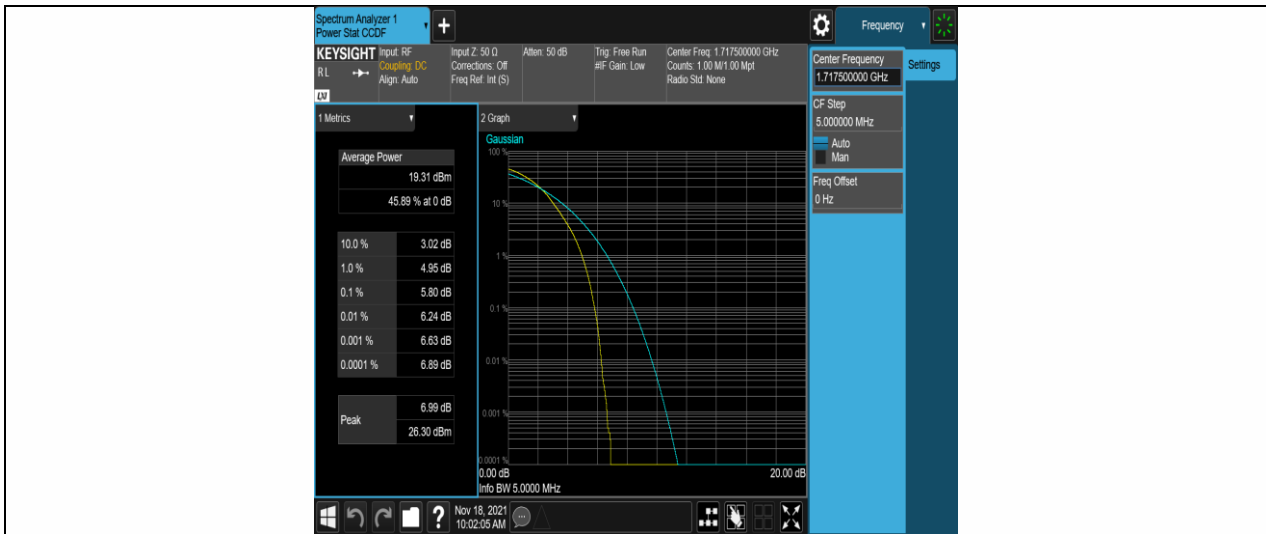 Spectrum Analyzer 1
Power Stat CCDF
+
Frequency
KEYSIGHT
RL
LXI
Input: RF
Coupling: DC
Align: Auto
Input Z: 50 Ω
Corrections: Off
Freq Ref: Int (S)
Atten: 50 dB
Trig: Free Run
#IF Gain: Low
Center Freq: 1.717500000 GHz
Counts: 1.00 M/1.00 Mpt
Radio Std: None
Center Frequency
1.717500000 GHz
Settings
CF Step
5.000000 MHz
Auto
Man
Freq Offset
0 Hz
1 Metrics
Average Power
19.31 dBm
45.89 % at 0 dB
10.0 % 3.02 dB
1.0 % 4.95 dB
0.1 % 5.80 dB
0.01 % 6.24 dB
0.001 % 6.63 dB
0.0001 % 6.89 dB
Peak
6.99 dB
26.30 dBm
2 Graph
Gaussian
100 %
10 %
1 %
0.1 %
0.01 %
0.001 %
0.0001 %
0.00 dB 20.00 dB
Info BW 5.0000 MHz
?
Nov 18, 2021
10:02:05 AM